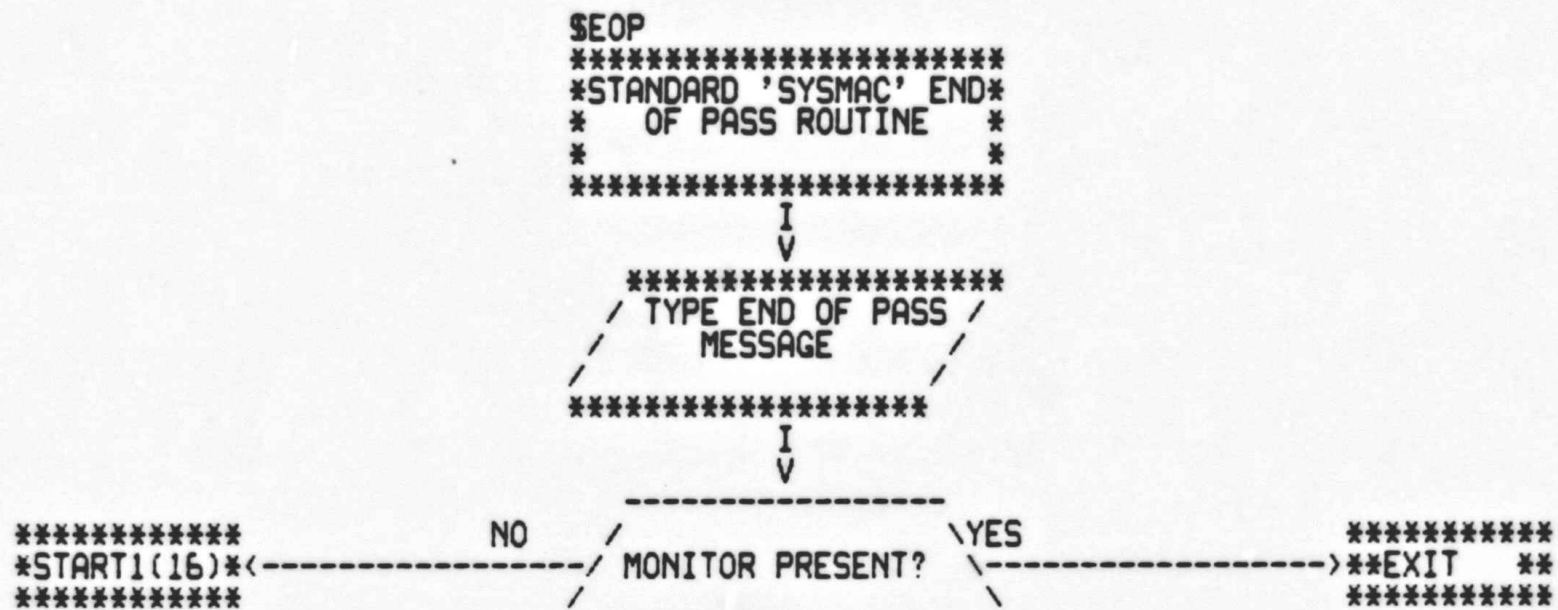 $EOP
************************
*STANDARD 'SYSMAC' END*
*   OF PASS ROUTINE   *
*                     *
************************
I
V
********************
/ TYPE END OF PASS /
/ MESSAGE /
/ /
*******************
I
V
-----------------
************ NO / \YES ***********
*START1(16)*<-----------------/ MONITOR PRESENT? \------------------>**EXIT   **
************ / \ ***********